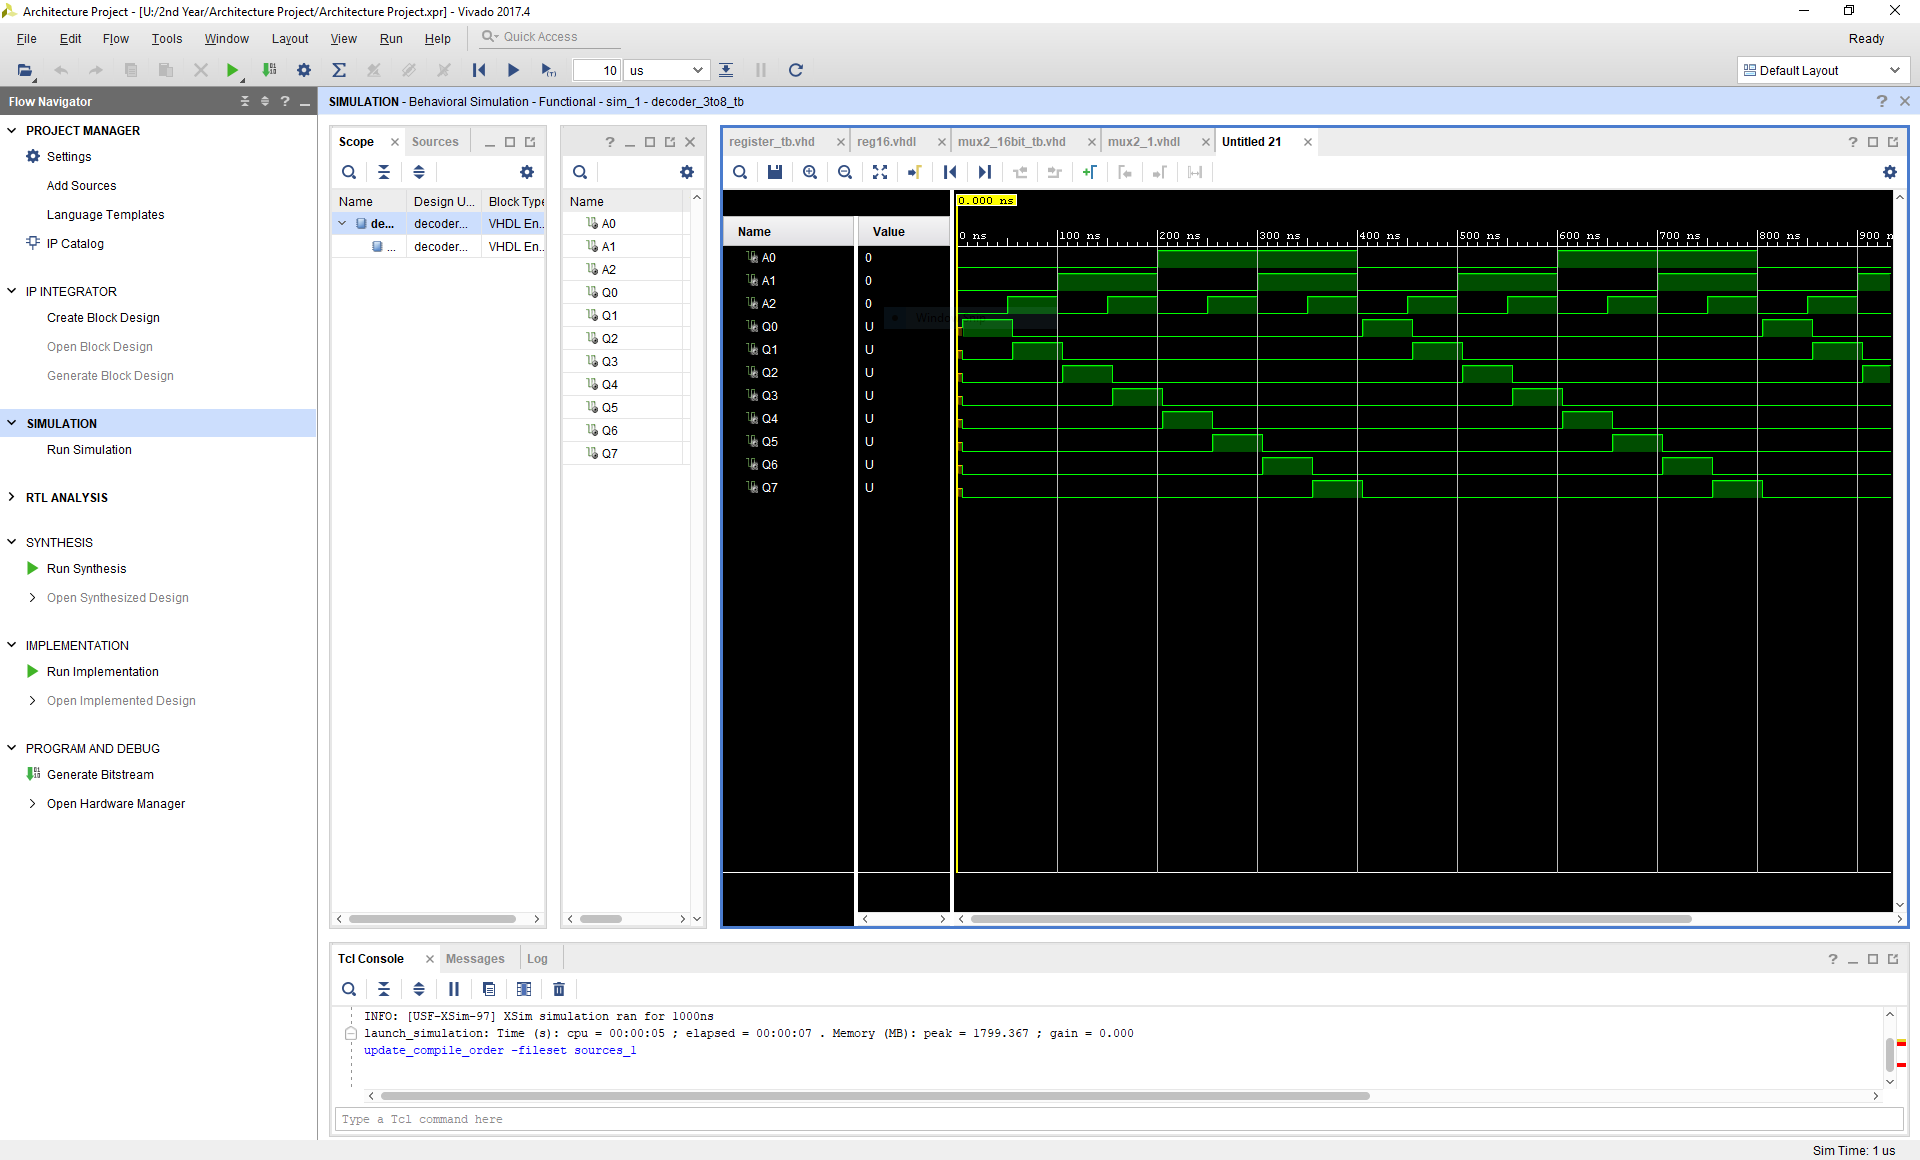 Architecture Project - [U:/2nd Year/Architecture Project/Architecture Project.xpr] - Vivado 2017.4
File Edit Flow Tools Window Layout View Run Help Quick Access
Ready
10 us
Default Layout
Flow Navigator
SIMULATION - Behavioral Simulation - Functional - sim_1 - decoder_3to8_tb
PROJECT MANAGER
Settings
Add Sources
Language Templates
IP Catalog
IP INTEGRATOR
Create Block Design
Open Block Design
Generate Block Design
SIMULATION
Run Simulation
RTL ANALYSIS
SYNTHESIS
Run Synthesis
Open Synthesized Design
IMPLEMENTATION
Run Implementation
Open Implemented Design
PROGRAM AND DEBUG
Generate Bitstream
Open Hardware Manager
Scope Sources
Name Design U... Block Type
de... decoder... VHDL En...
... decoder... VHDL En...
Name
A0
A1
A2
Q0
Q1
Q2
Q3
Q4
Q5
Q6
Q7
register_tb.vhd reg16.vhdl mux2_16bit_tb.vhd mux2_1.vhdl Untitled 21
0.000 ns
Name Value
0 ns 100 ns 200 ns 300 ns 400 ns 500 ns 600 ns 700 ns 800 ns 900 n
A0 0
A1 0
A2 0
Q0 U
Q1 U
Q2 U
Q3 U
Q4 U
Q5 U
Q6 U
Q7 U
Tcl Console Messages Log
INFO: [USF-XSim-97] XSim simulation ran for 1000ns
launch_simulation: Time (s): cpu = 00:00:05 ; elapsed = 00:00:07 . Memory (MB): peak = 1799.367 ; gain = 0.000
update_compile_order -fileset sources_1
Type a Tcl command here
Sim Time: 1 us